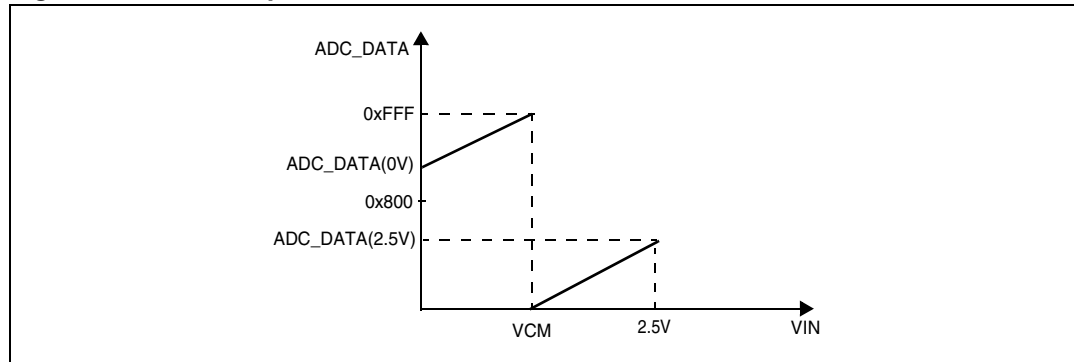 ADC_DATA
0xFFF
ADC_DATA(0V)
0x800
ADC_DATA(2.5V)
VCM
2.5V
VIN